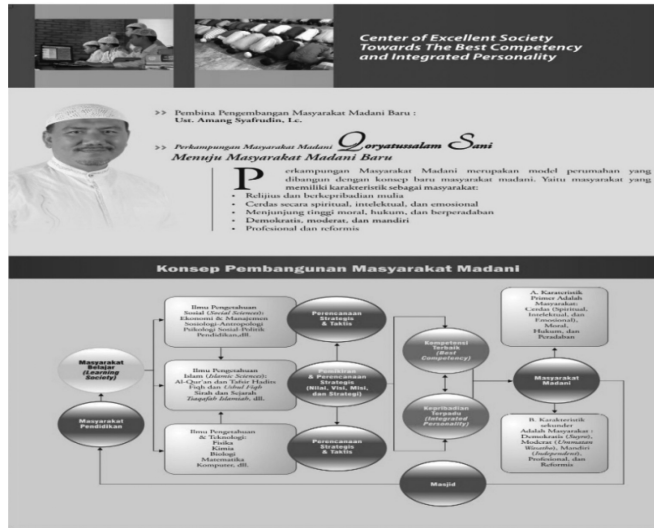 Center of Excellent Society
Towards The Best Competency
and Integrated Personality
>> Pembina Pengembangan Masyarakat Madani Baru :
Ust. Amang Syafrudin, Lc.
>> Perkampungan Masyarakat Madani Qoryatussalam Sani
Menuju Masyarakat Madani Baru
Perkampungan Masyarakat Madani merupakan model perumahan yang
dibangun dengan konsep baru masyarakat madani. Yaitu masyarakat yang
memiliki karakteristik sebagai masyarakat:
• Relijius dan berkepribadian mulia
• Cerdas secara spiritual, intelektual, dan emosional
• Menjunjung tinggi moral, hukum, dan berperadaban
• Demokratis, moderat, dan mandiri
• Profesional dan reformis
Konsep Pembangunan Masyarakat Madani
Masyarakat
Belajar
(Learning
Society)
Masyarakat
Pendidikan
Ilmu Pengetahuan
Sosial (Social Sciences):
Ekonomi & Manajemen
Sosiologi-Antropologi
Psikologi Sosial-Politik
Pendidikan,dll.
Ilmu Pengetahuan
Islam (Islamic Sciences):
Al-Qur'an dan Tafsir Hadits
Fiqh dan Ushul Fiqh
Sirah dan Sejarah
Tsaqafah Islamiah, dll.
Ilmu Pengetahuan
& Teknologi:
Fisika
Kimia
Biologi
Matematika
Komputer, dll.
Perencanaan
Strategis
& Taktis
Pemikiran
& Perencanaan
Strategis
(Nilai, Visi, Misi,
dan Strategi)
Perencanaan
Strategis
& Taktis
Kompetensi
Terbaik
(Best
Competency)
Kepribadian
Terpadu
(Integrated
Personality)
Masjid
A. Karateristik
Primer Adalah
Masyarakat:
Cerdas (Spiritual,
Intelektual, dan
Emosional),
Moral,
Hukum, dan
Peradaban
Masyarakat
Madani
B. Karakteristik
sekunder
Adalah Masyarakat :
Demokratis (Syuro),
Moderat (Ummatan
Wasatha), Mandiri
(Independent),
Profesional, dan
Reformis